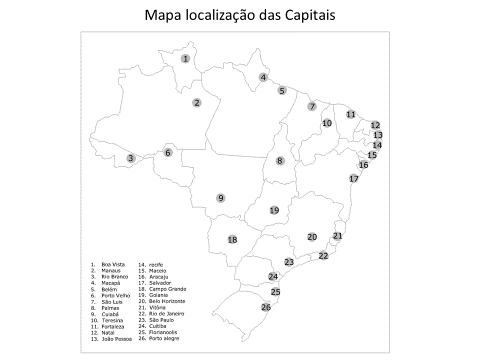 Mapa localização das Capitais
1
4
5
2
7
11
10
12
13
14
15
6
3
8
16
17
9
19
18
20
21
22
23
24
25
26
1. Boa Vista
2. Manaus
3. Rio Branco
4. Macapá
5. Belém
6. Porto Velho
7. São Luis
8. Palmas
9. Cuiabá
10. Teresina
11. Fortaleza
12. Natal
13. João Pessoa
14. recife
15. Maceio
16. Aracaju
17. Salvador
18. Campo Grande
19. Goiania
20. Belo Horizonte
21. Vitória
22. Rio de Janeiro
23. São Paulo
24. Cuitiba
25. Florianoolis
26. Porto alegre